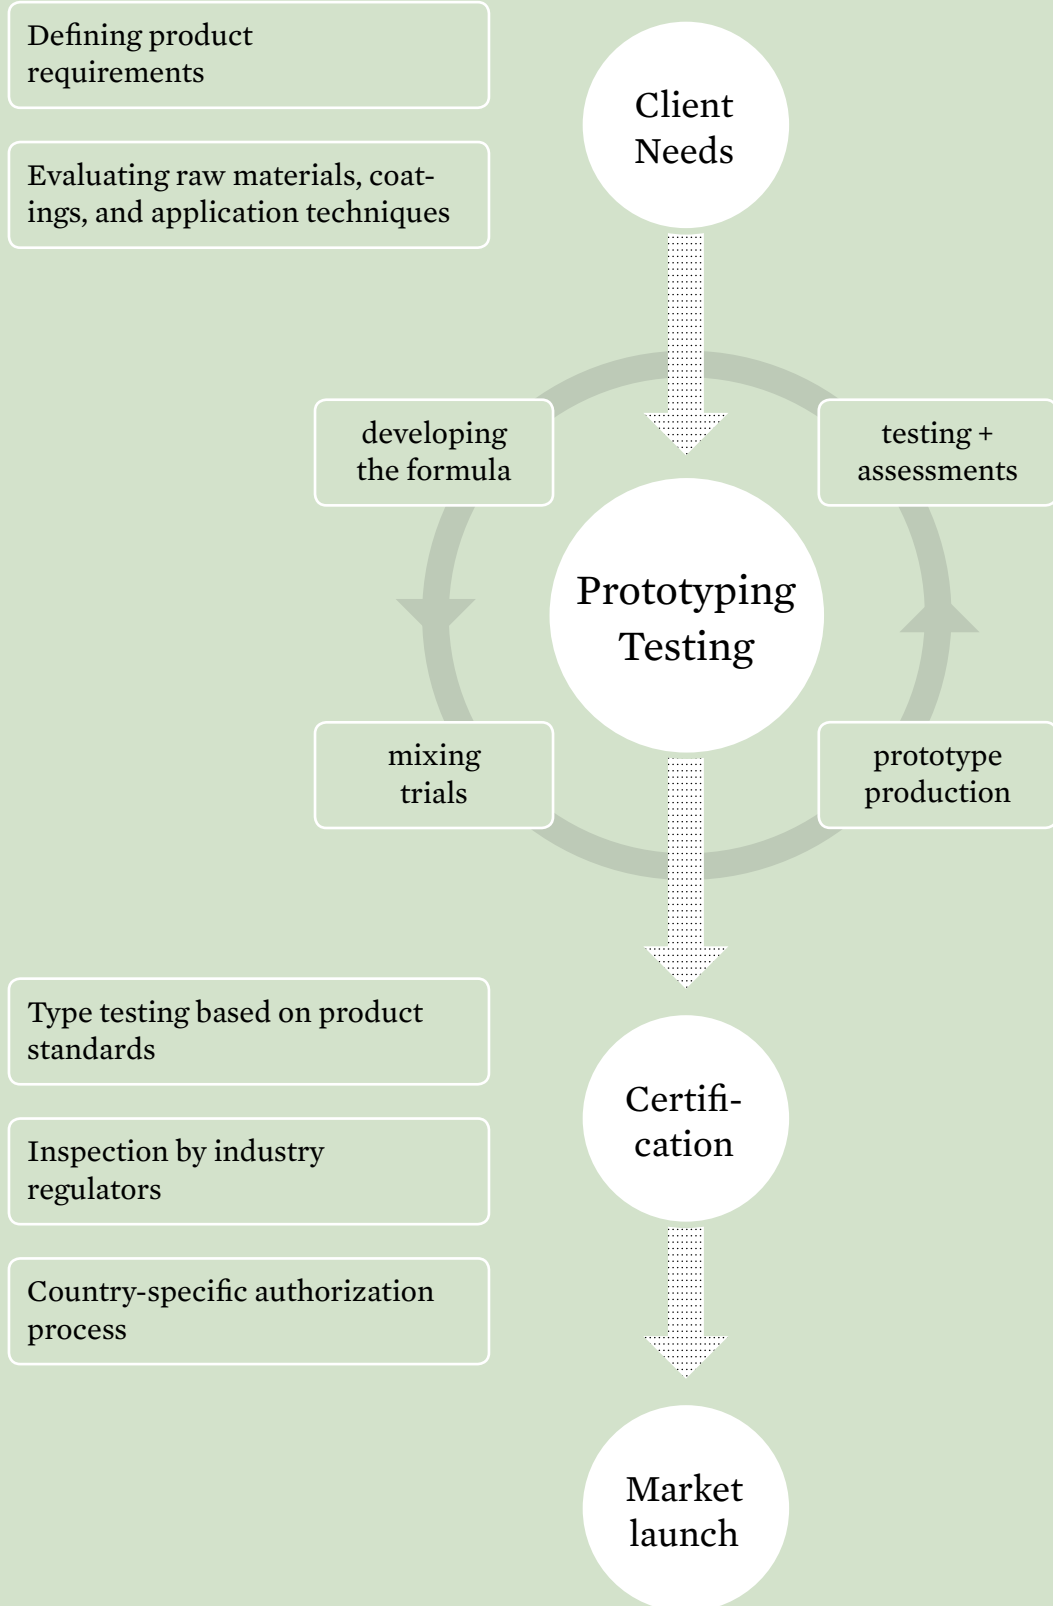 Defining product
requirements
Client
Needs
Evaluating raw materials, coat-
ings, and application techniques
developing
the formula
testing +
assessments
Prototyping
Testing
mixing
trials
prototype
production
Type testing based on product
standards
Certifi-
cation
Inspection by industry
regulators
Country-specific authorization
process
Market
launch